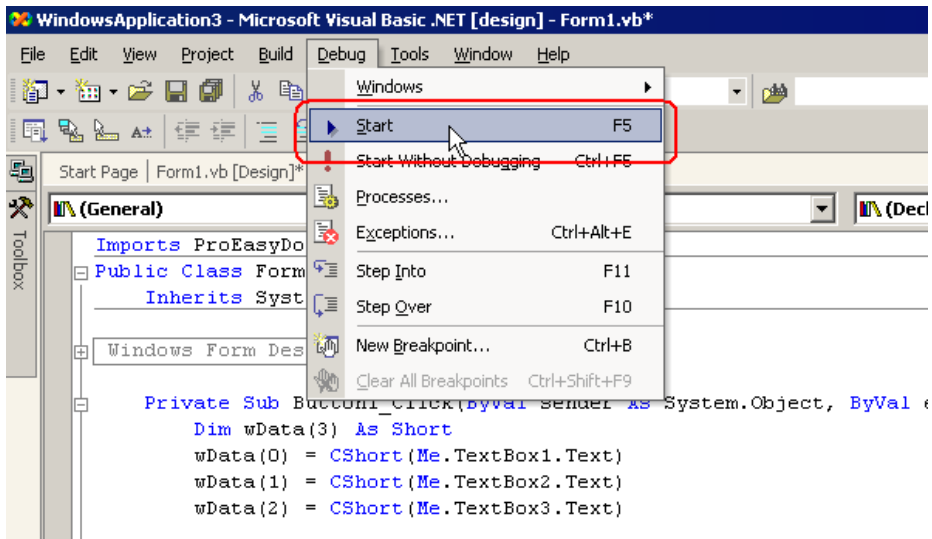 WindowsApplication3 - Microsoft Visual Basic .NET [design] - Form1.vb*
File Edit View Project Build Debug Tools Window Help
Windows
Start F5
Start Without Debugging Ctrl+F5
Start Page Form1.vb [Design]*
Processes...
(General) (Decl
Exceptions... Ctrl+Alt+E
Toolbox
Imports ProEasyDo
Public Class Form
Step Into F11
Inherits Syst
Step Over F10
Windows Form Des
New Breakpoint... Ctrl+B
Clear All Breakpoints Ctrl+Shift+F9
Private Sub Button1_Click(ByVal sender As System.Object, ByVal e
Dim wData(3) As Short
wData(0) = CShort(Me.TextBox1.Text)
wData(1) = CShort(Me.TextBox2.Text)
wData(2) = CShort(Me.TextBox3.Text)